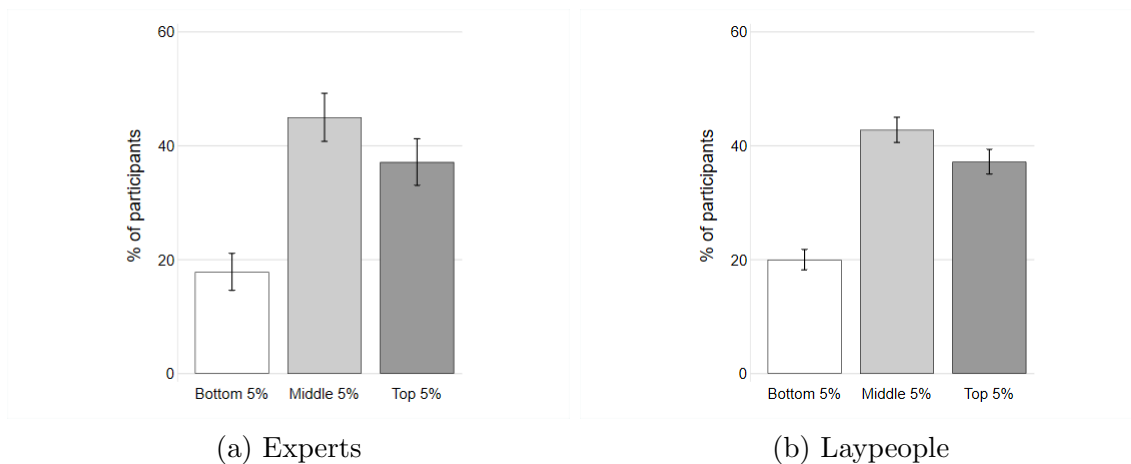 60
40
20
0
% of participants
Bottom 5% Middle 5% Top 5%
(a) Experts
60
40
20
0
% of participants
Bottom 5% Middle 5% Top 5%
(b) Laypeople